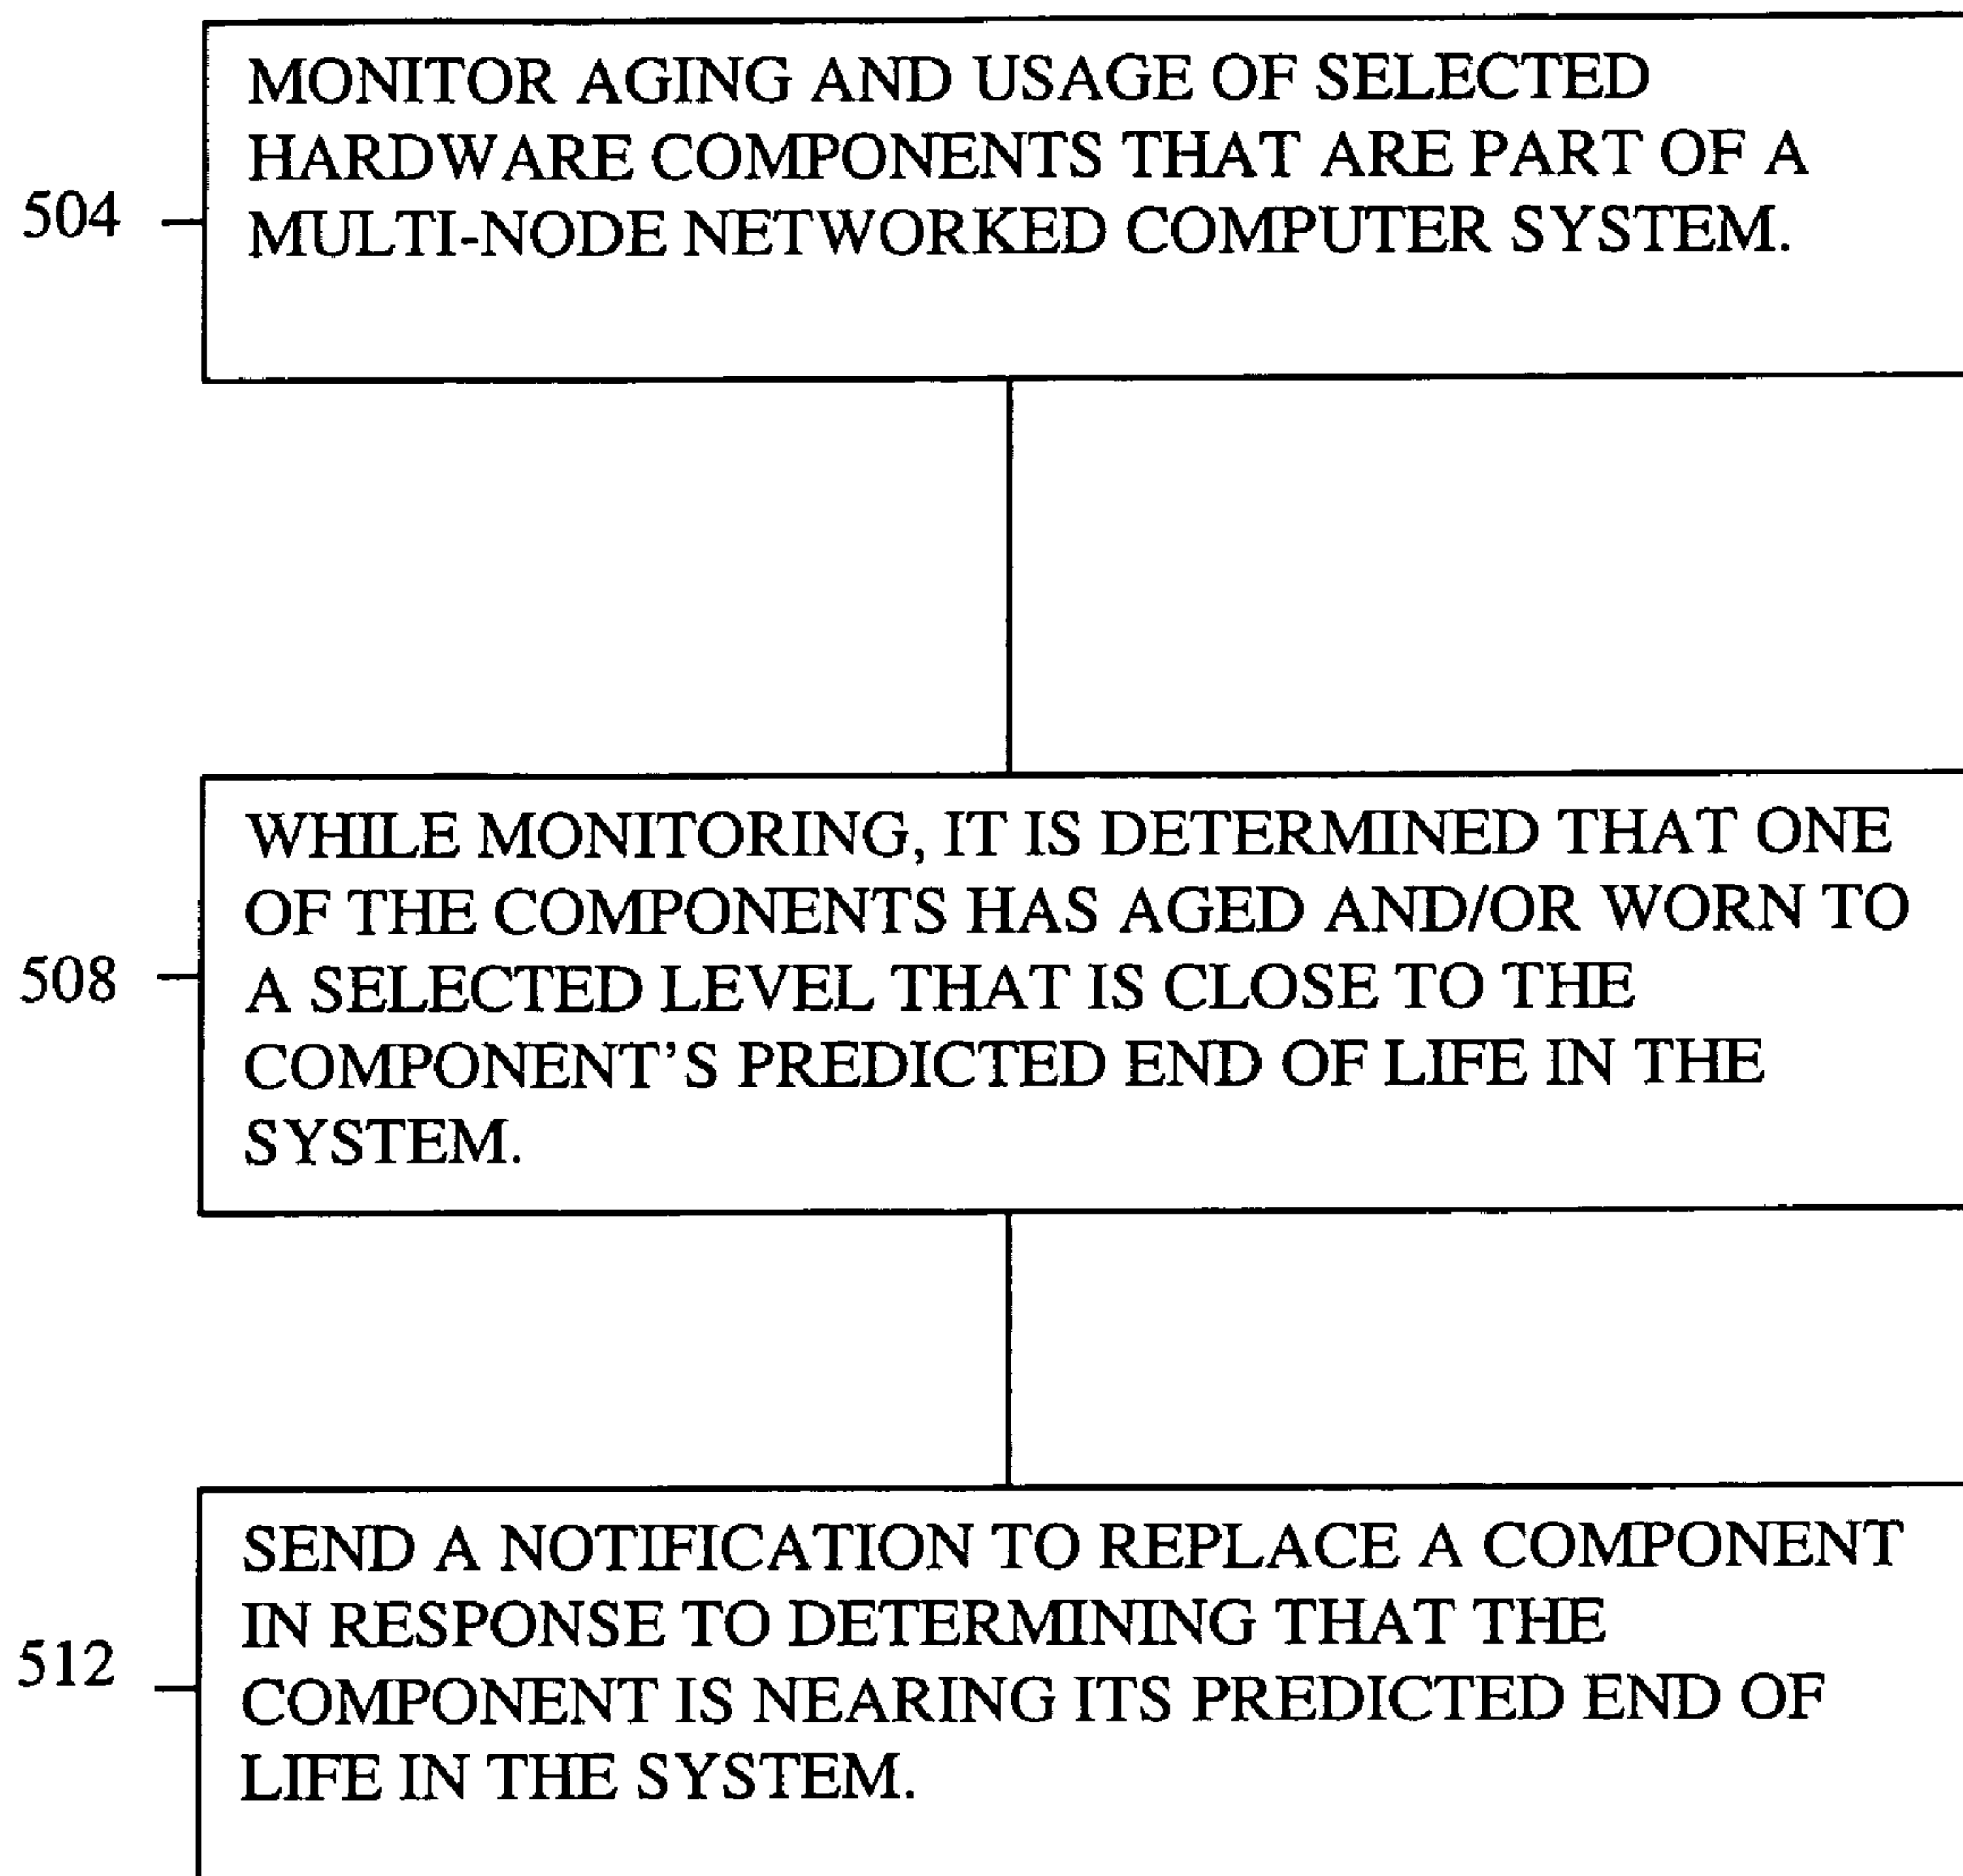 MONITOR AGING AND USAGE OF SELECTED
HARDWARE COMPONENTS THAT ARE PART OF A
MULTI-NODE NETWORKED COMPUTER SYSTEM.
504
WHILE MONITORING, IT IS DETERMINED THAT ONE
OF THE COMPONENTS HAS AGED AND/OR WORN TO
A SELECTED LEVEL THAT IS CLOSE TO THE
COMPONENT'S PREDICTED END OF LIFE IN THE
SYSTEM.
508
SEND A NOTIFICATION TO REPLACE A COMPONENT
IN RESPONSE TO DETERMINING THAT THE
COMPONENT IS NEARING ITS PREDICTED END OF
LIFE IN THE SYSTEM.
512